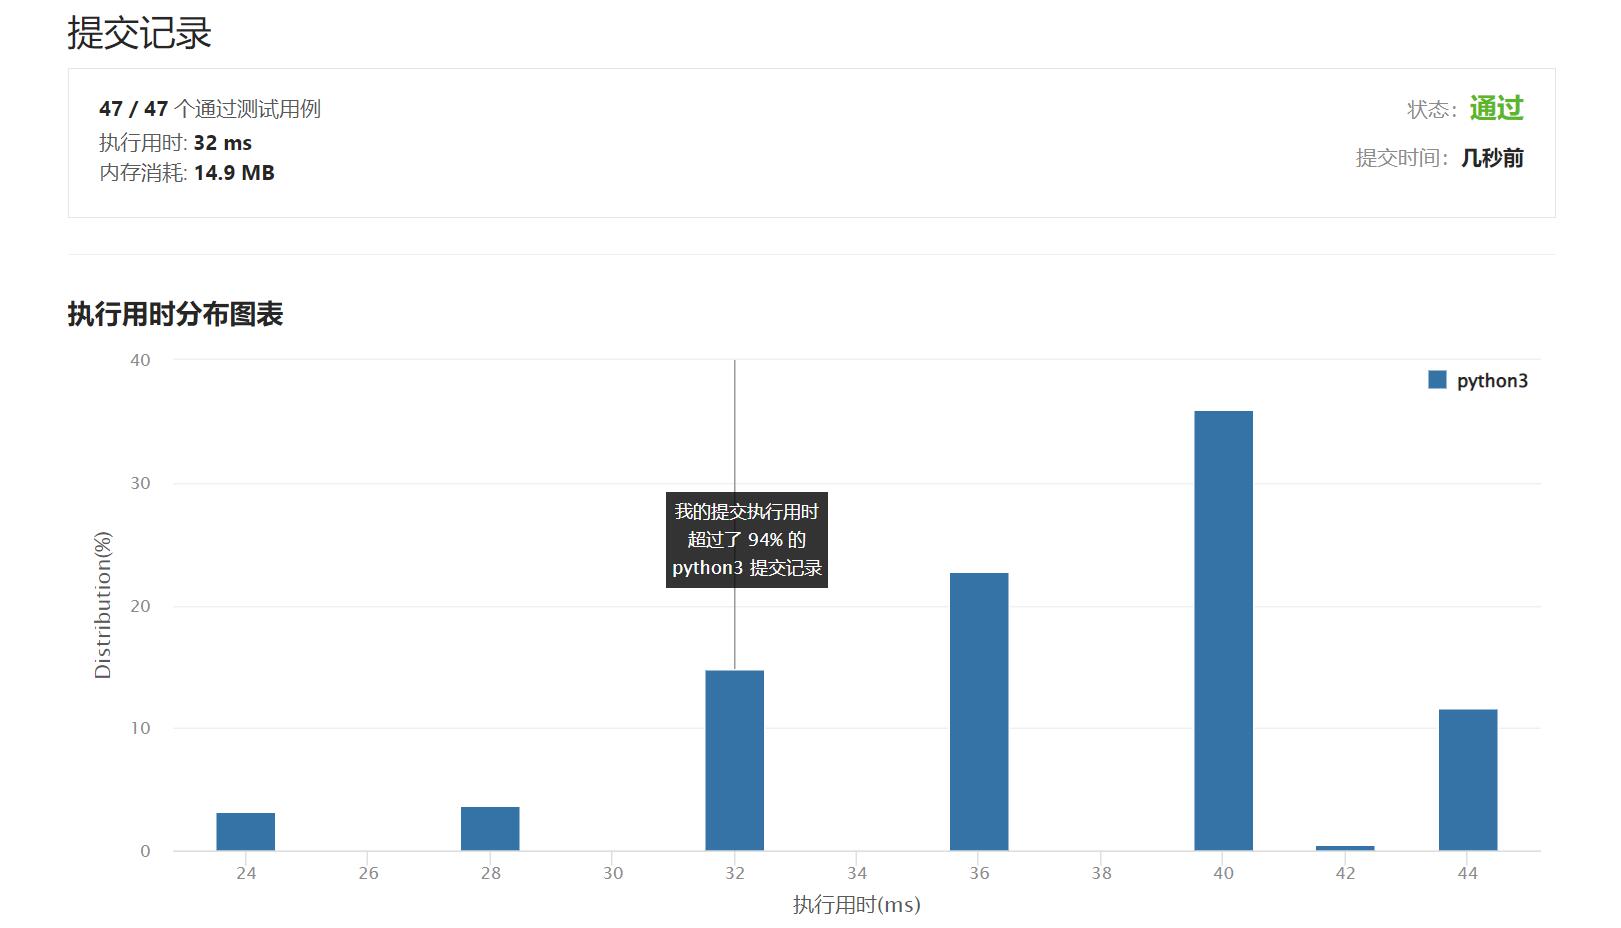 提交记录
47 / 47 个通过测试用例
状态：通过
执行用时: 32 ms
提交时间：几秒前
内存消耗: 14.9 MB
执行用时分布图表
40
python3
30
我的提交执行用时
超过了 94% 的
python3 提交记录
Distribution(%)
20
10
0
24 26 28 30 32 34 36 38 40 42 44
执行用时(ms)